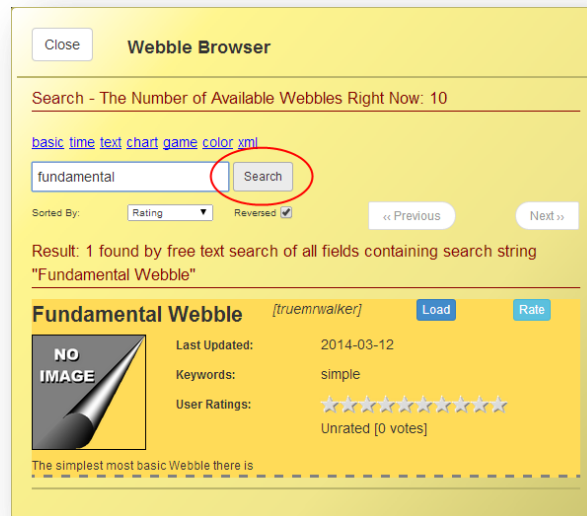 Close
Webble Browser
Search - The Number of Available Webbles Right Now: 10
basic time text chart game color xml
fundamental
Search
Sorted By: Rating Reversed
‹‹ Previous Next ››
Result: 1 found by free text search of all fields containing search string
"Fundamental Webble"
Fundamental Webble [truemrwalker] Load Rate
NO
IMAGE
Last Updated: 2014-03-12
Keywords: simple
User Ratings:
Unrated [0 votes]
The simplest most basic Webble there is